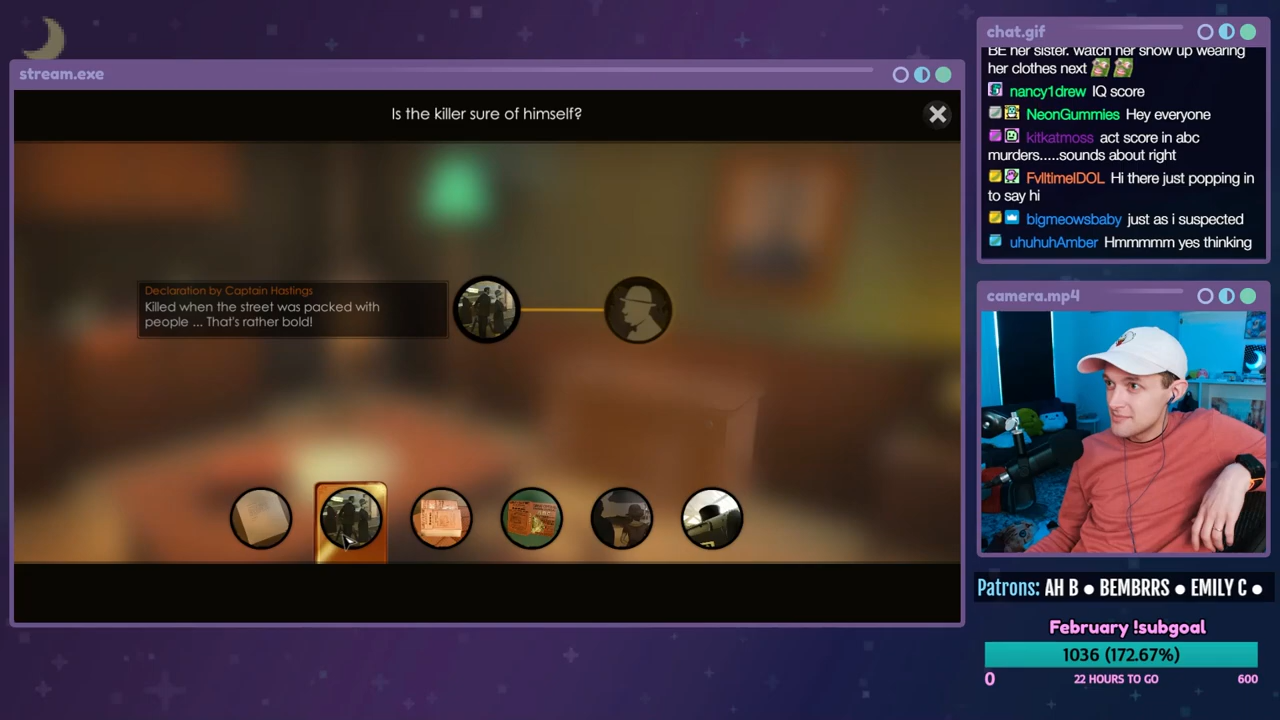 stream.exe
Is the killer sure of himself?
Declaration by Captain Hastings
Killed when the street was packed with
people ... That's rather bold!
chat.gif
BE her sister. watch her show up wearing
her clothes next
nancy1drew IQ score
NeonGummies Hey everyone
kitkatmoss act score in abc
murders.....sounds about right
FvlltimeIDOL Hi there just popping in
to say hi
bigmeowsbaby just as i suspected
uhuhuhAmber Hmmmmm yes thinking
camera.mp4
Patrons: AH B ● BEMBRRS ● EMILY C ●
February !subgoal
1036 (172.67%)
0 22 HOURS TO GO 600